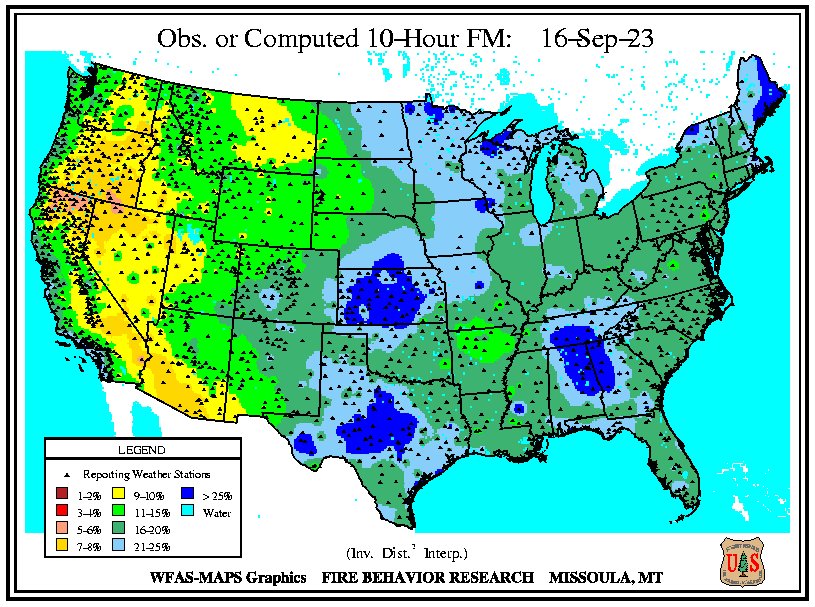 Obs. or Computed 10-Hour FM: 16-Sep-23
LEGEND
Reporting Weather Stations
1-2% 9-10% > 25%
3-4% 11-15% Water
5-6% 16-20%
7-8% 21-25%
(Inv. Dist.² Interp.)
WFAS-MAPS Graphics FIRE BEHAVIOR RESEARCH MISSOULA, MT
U S